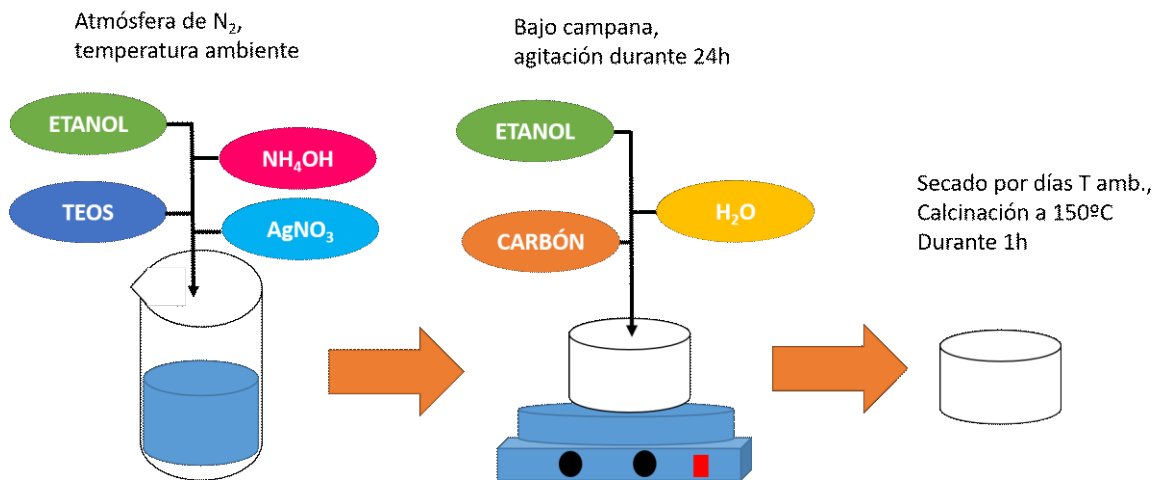 Atmósfera de N₂,
temperatura ambiente
ETANOL
NH₄OH
TEOS
AgNO₃
Bajo campana,
agitación durante 24h
ETANOL
H₂O
CARBÓN
Secado por días T amb.,
Calcinación a 150ºC
Durante 1h